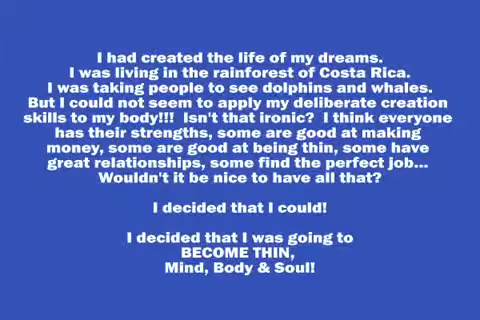 I had created the life of my dreams.
I was living in the rainforest of Costa Rica.
I was taking people to see dolphins and whales.
But I could not seem to apply my deliberate creation
skills to my body!!! Isn't that ironic? I think everyone
has their strengths, some are good at making
money, some are good at being thin, some have
great relationships, some find the perfect job...
Wouldn't it be nice to have all that?
I decided that I could!
I decided that I was going to
BECOME THIN,
Mind, Body & Soul!